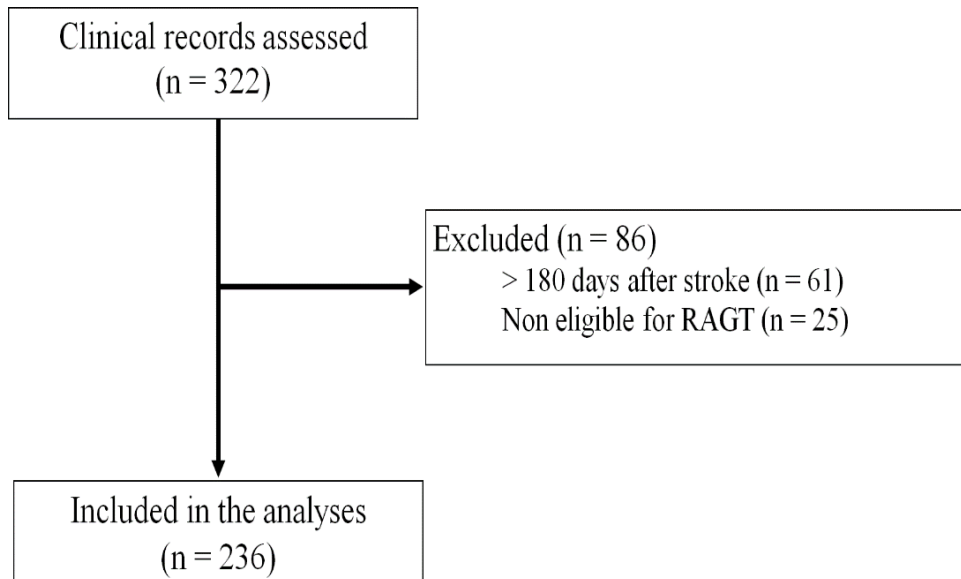 Clinical records assessed
(n = 322)
Excluded (n = 86)
> 180 days after stroke (n = 61)
Non eligible for RAGT (n = 25)
Included in the analyses
(n = 236)